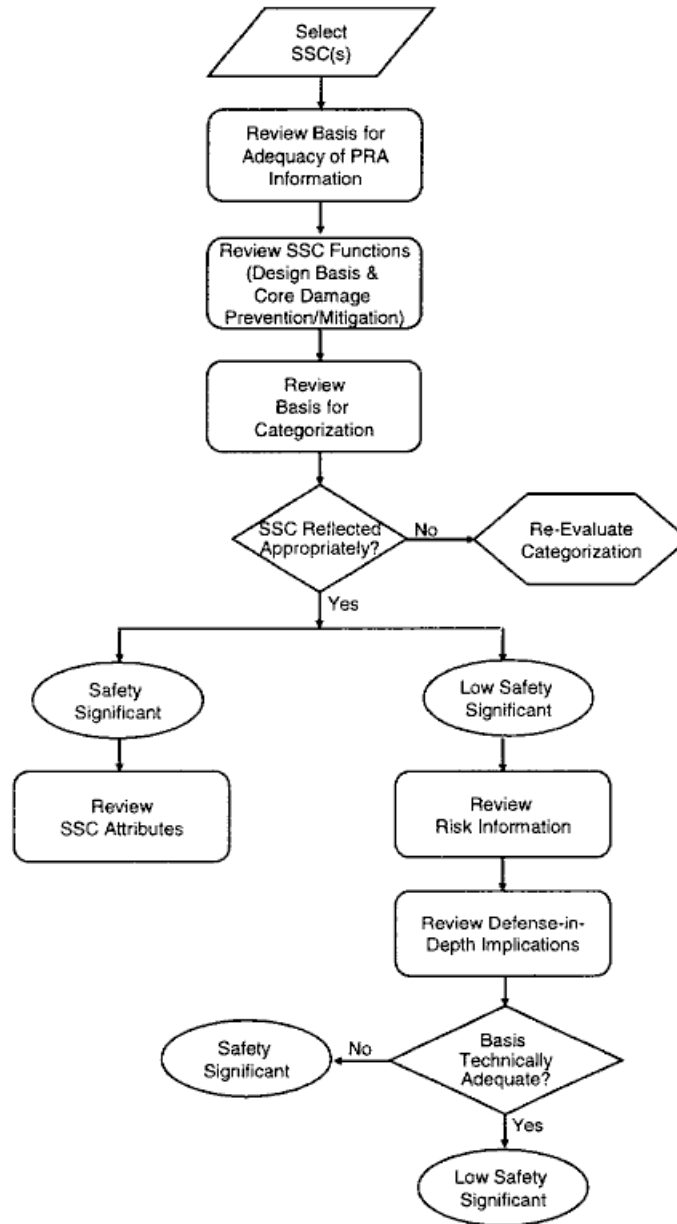 Select
SSC(s)
Review Basis for
Adequacy of PRA
Information
Review SSC Functions
(Design Basis &
Core Damage
Prevention/Mitigation)
Review
Basis for
Categorization
SSC Reflected
Appropriately?
No
Re-Evaluate
Categorization
Yes
Safety
Significant
Low Safety
Significant
Review
SSC Attributes
Review
Risk Information
Review Defense-in-
Depth Implications
Basis
Technically
Adequate?
No
Safety
Significant
Yes
Low Safety
Significant